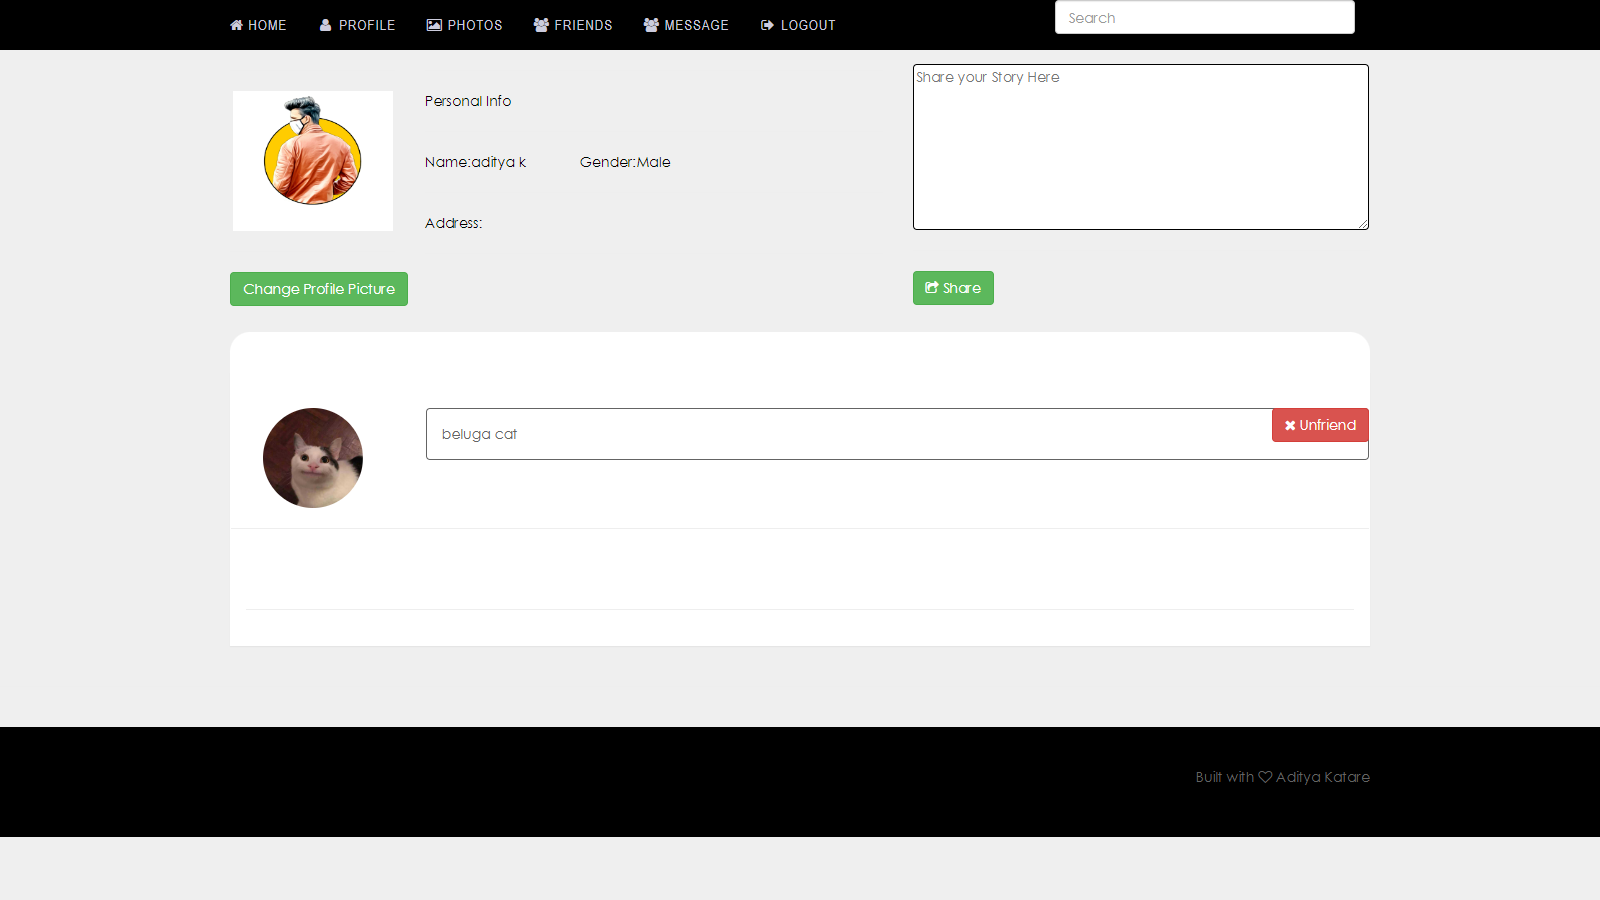 HOME PROFILE PHOTOS FRIENDS MESSAGE LOGOUT Search
Share your Story Here
Personal Info
Name:aditya k Gender:Male
Address:
Change Profile Picture Share
beluga cat Unfriend
Built with Aditya Katare